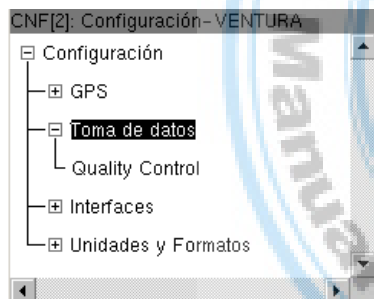 CNF[2]: Configuración-VENTURA
Configuración
GPS
Toma de datos
Quality Control
Interfaces
Unidades y Formatos